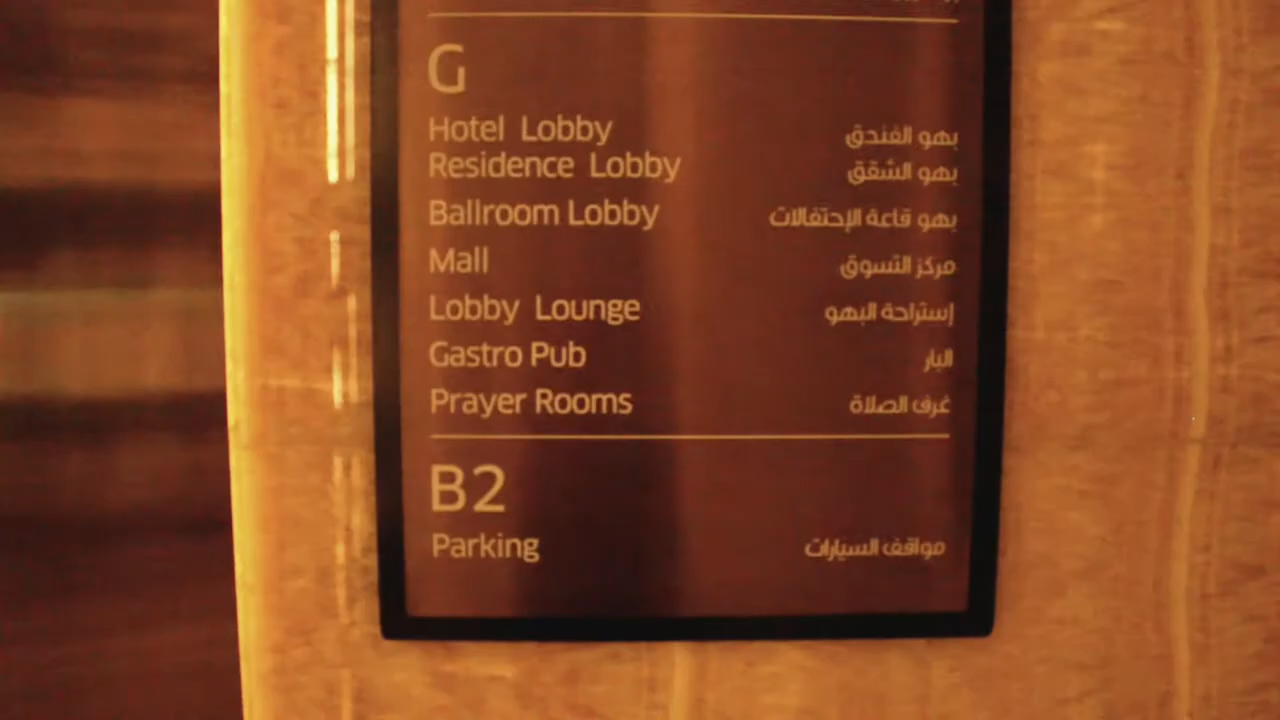 G
Hotel Lobby بهو الفندق
Residence Lobby بهو الشقق
Ballroom Lobby بهو قاعة الإحتفالات
Mall مركز التسوق
Lobby Lounge إستراحة البهو
Gastro Pub البار
Prayer Rooms غرف الصلاة
B2
Parking مواقف السيارات